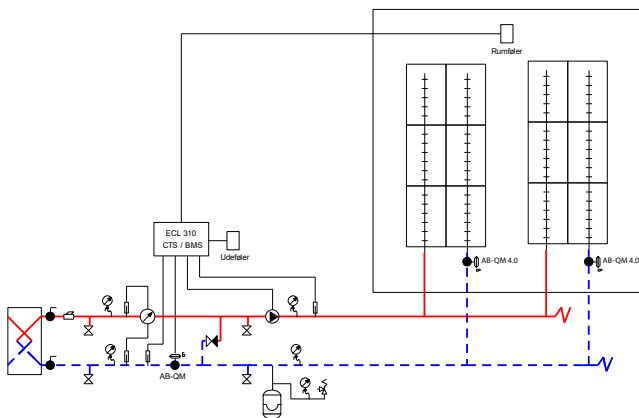 Rumføler
ECL 310
CTS / BMS
Udeføler
AB-QM 4.0
AB-QM 4.0
AB-QM